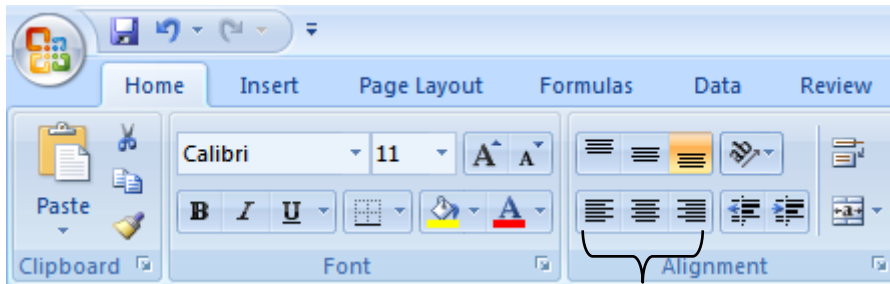 Home Insert Page Layout Formulas Data Review
Calibri 11 A A
Paste B I U A a
Clipboard Font Alignment